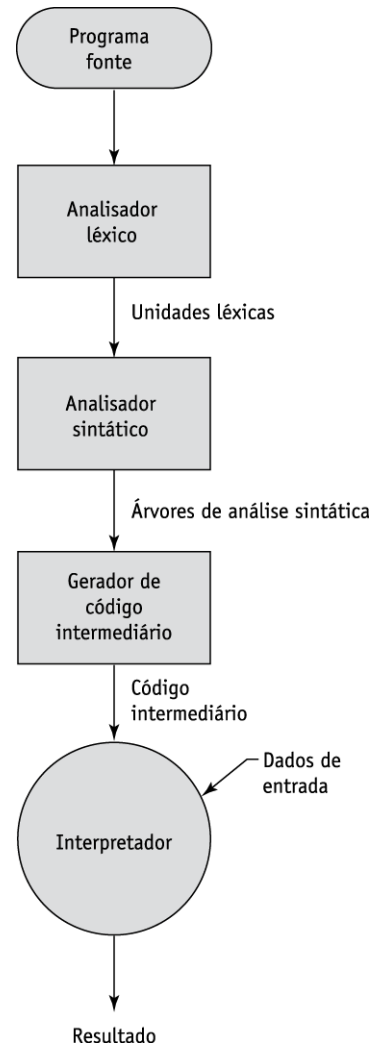 Programa
fonte
Analisador
léxico
Unidades léxicas
Analisador
sintático
Árvores de análise sintática
Gerador de
código
intermediário
Código
intermediário
Dados de
entrada
Interpretador
Resultado